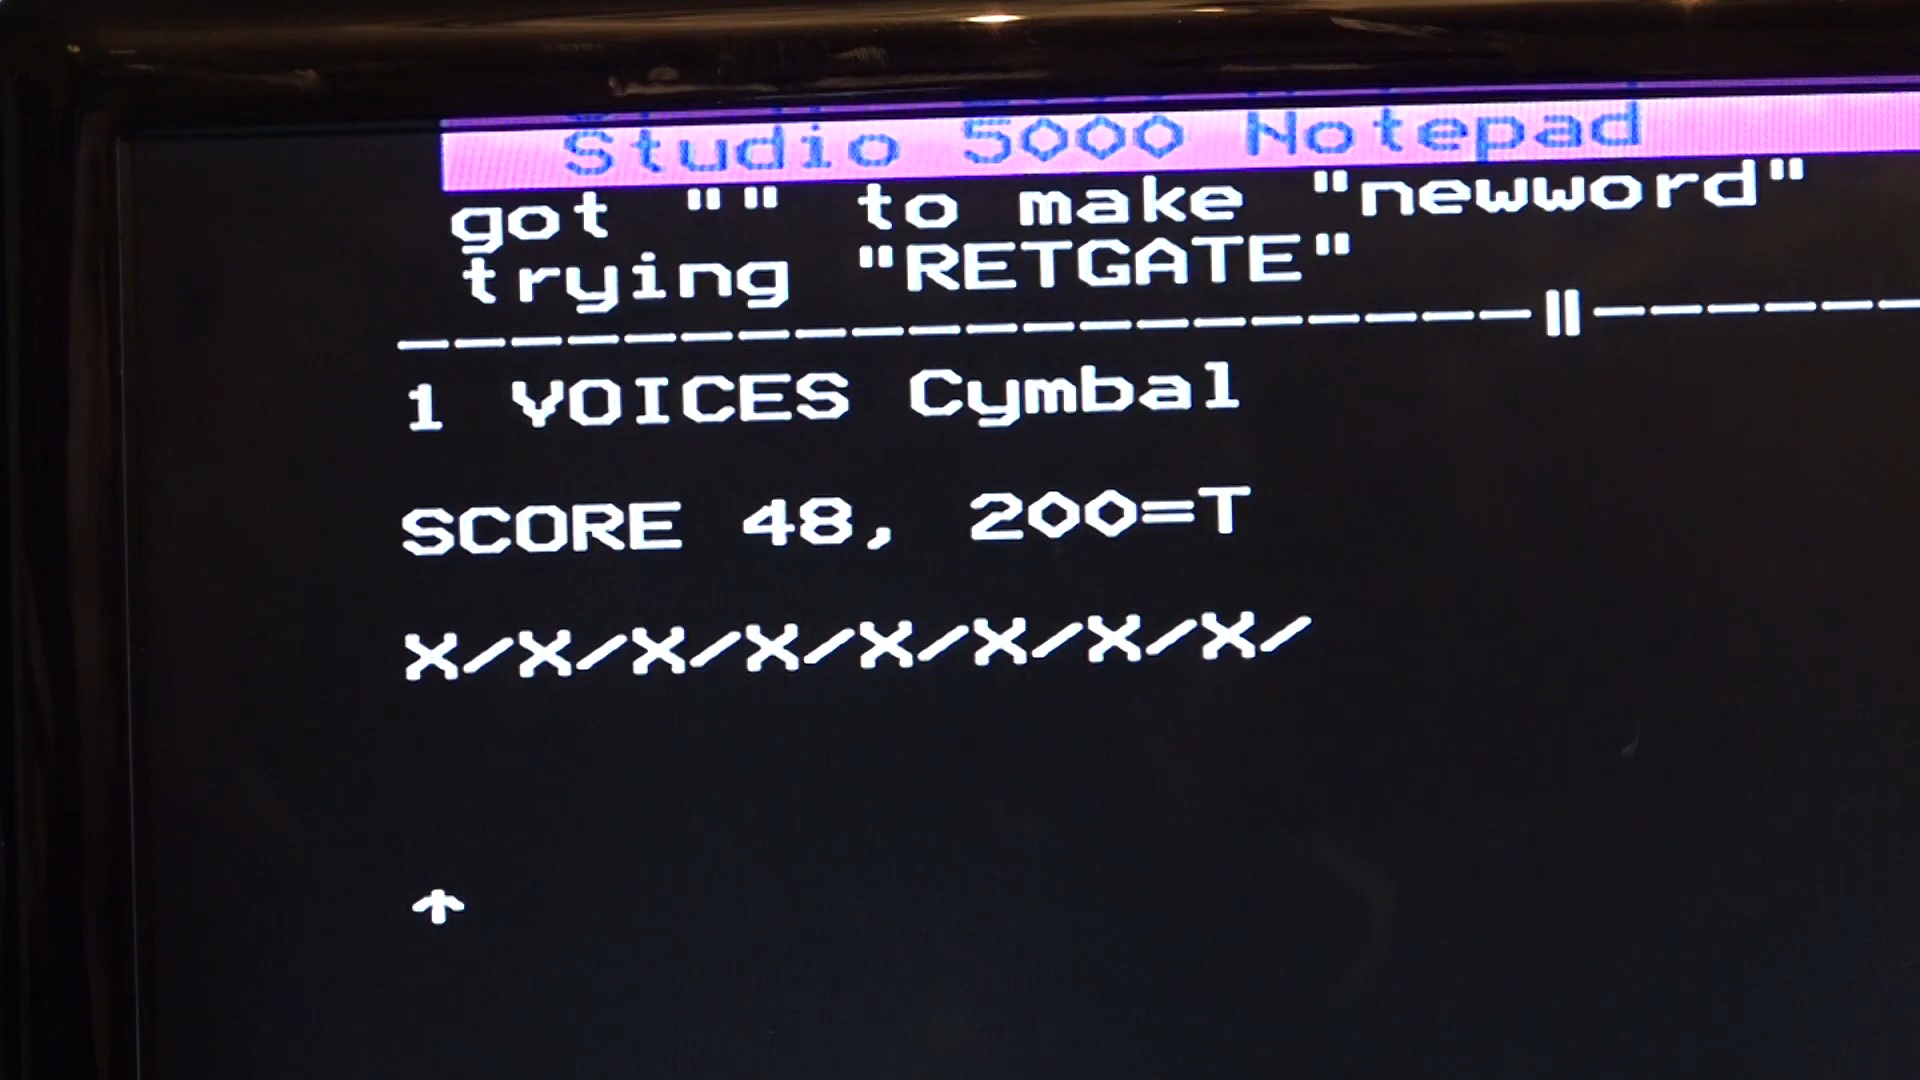 Studio 5000 Notepad
got "" to make "newword"
trying "RETGATE"
--------------------||------
1 VOICES Cymbal
SCORE 48, 200=T
X/X/X/X/X/X/X/X/
↑